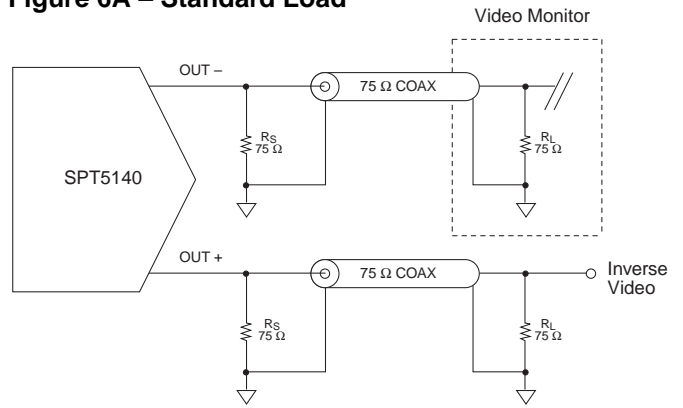 Figure 6A – Standard Load
Video Monitor
OUT –
75 Ω COAX
RS
75 Ω
RL
75 Ω
SPT5140
OUT +
75 Ω COAX
Inverse
Video
RS
75 Ω
RL
75 Ω